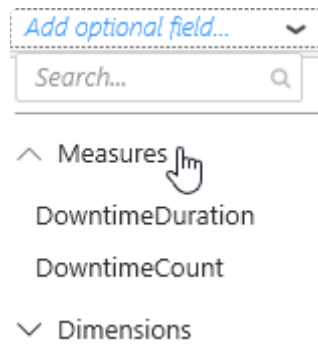 Add optional field...
Search...
Measures
DowntimeDuration
DowntimeCount
Dimensions